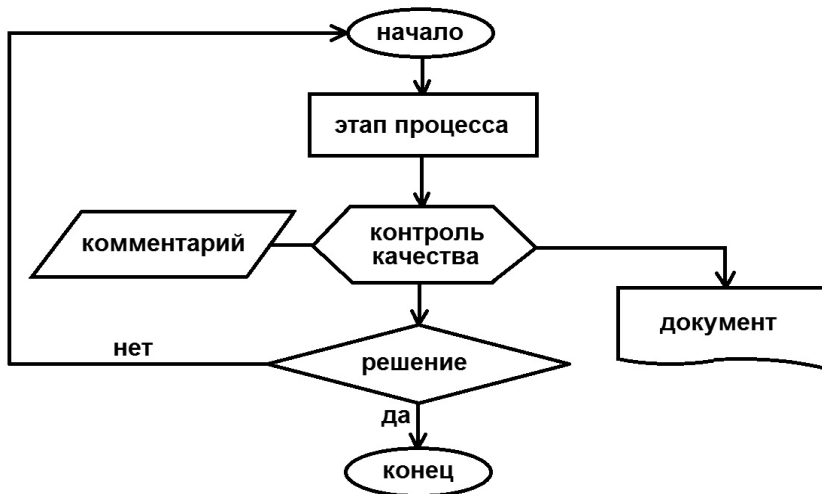 начало
этап процесса
комментарий
контроль
качества
документ
нет
решение
да
конец